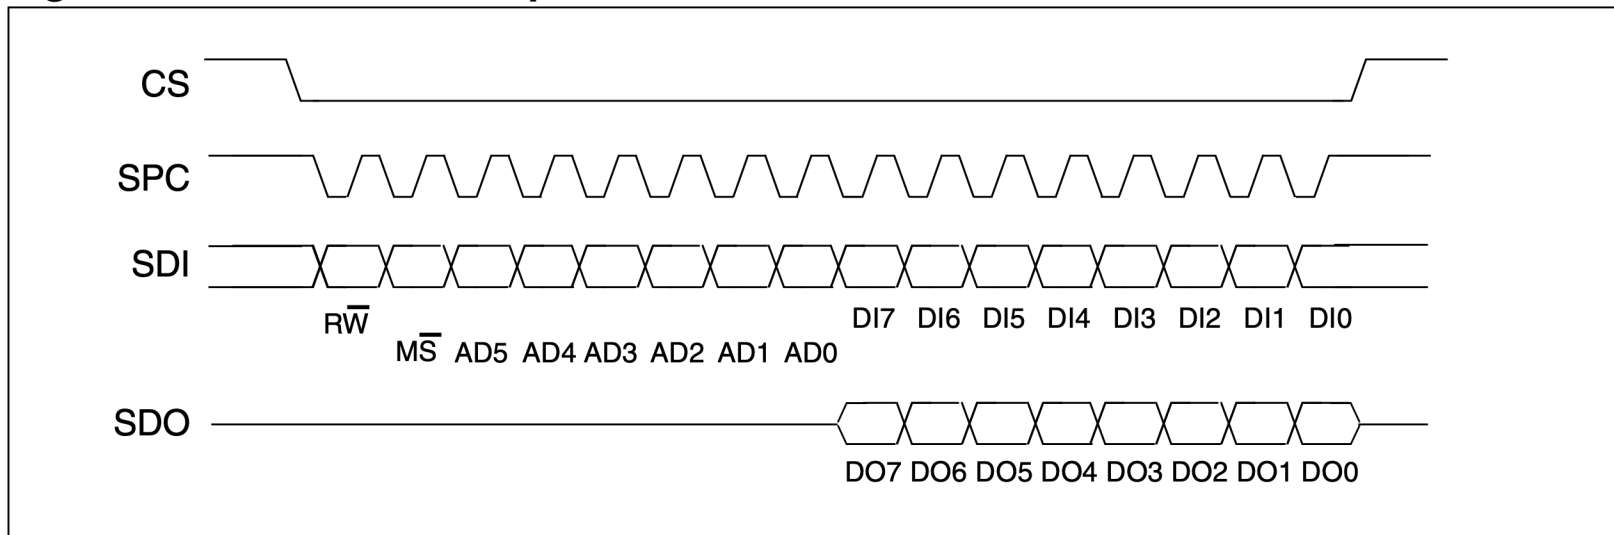 CS
SPC
SDI
RW̅ DI7 DI6 DI5 DI4 DI3 DI2 DI1 DI0
MS̅ AD5 AD4 AD3 AD2 AD1 AD0
SDO
DO7 DO6 DO5 DO4 DO3 DO2 DO1 DO0